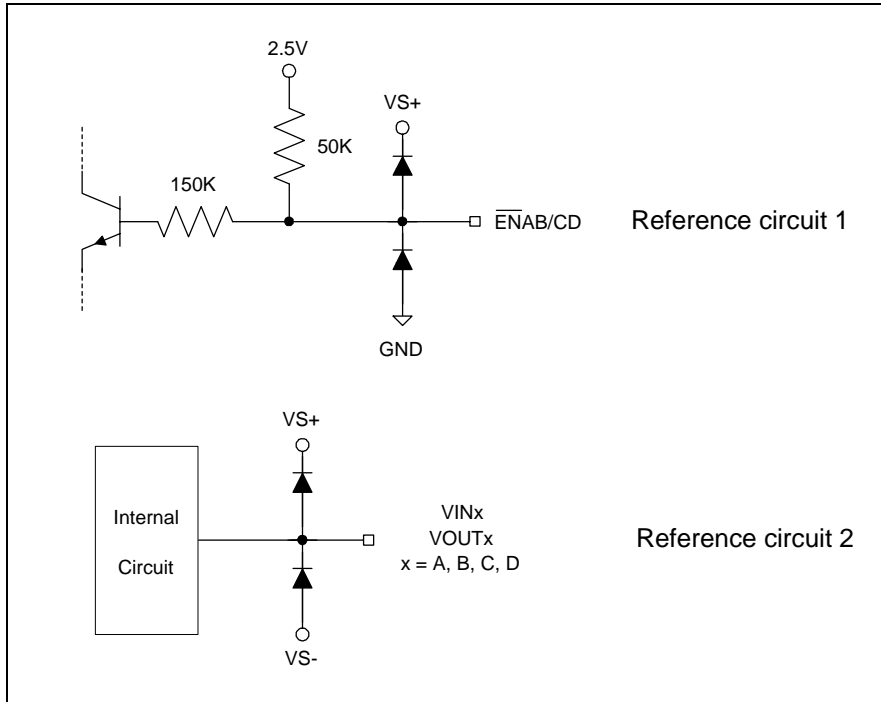 2.5V
VS+
50K
150K
E̅N̅AB/CD
Reference circuit 1
GND
VS+
Internal
Circuit
VINx
VOUTx
x = A, B, C, D
Reference circuit 2
VS-